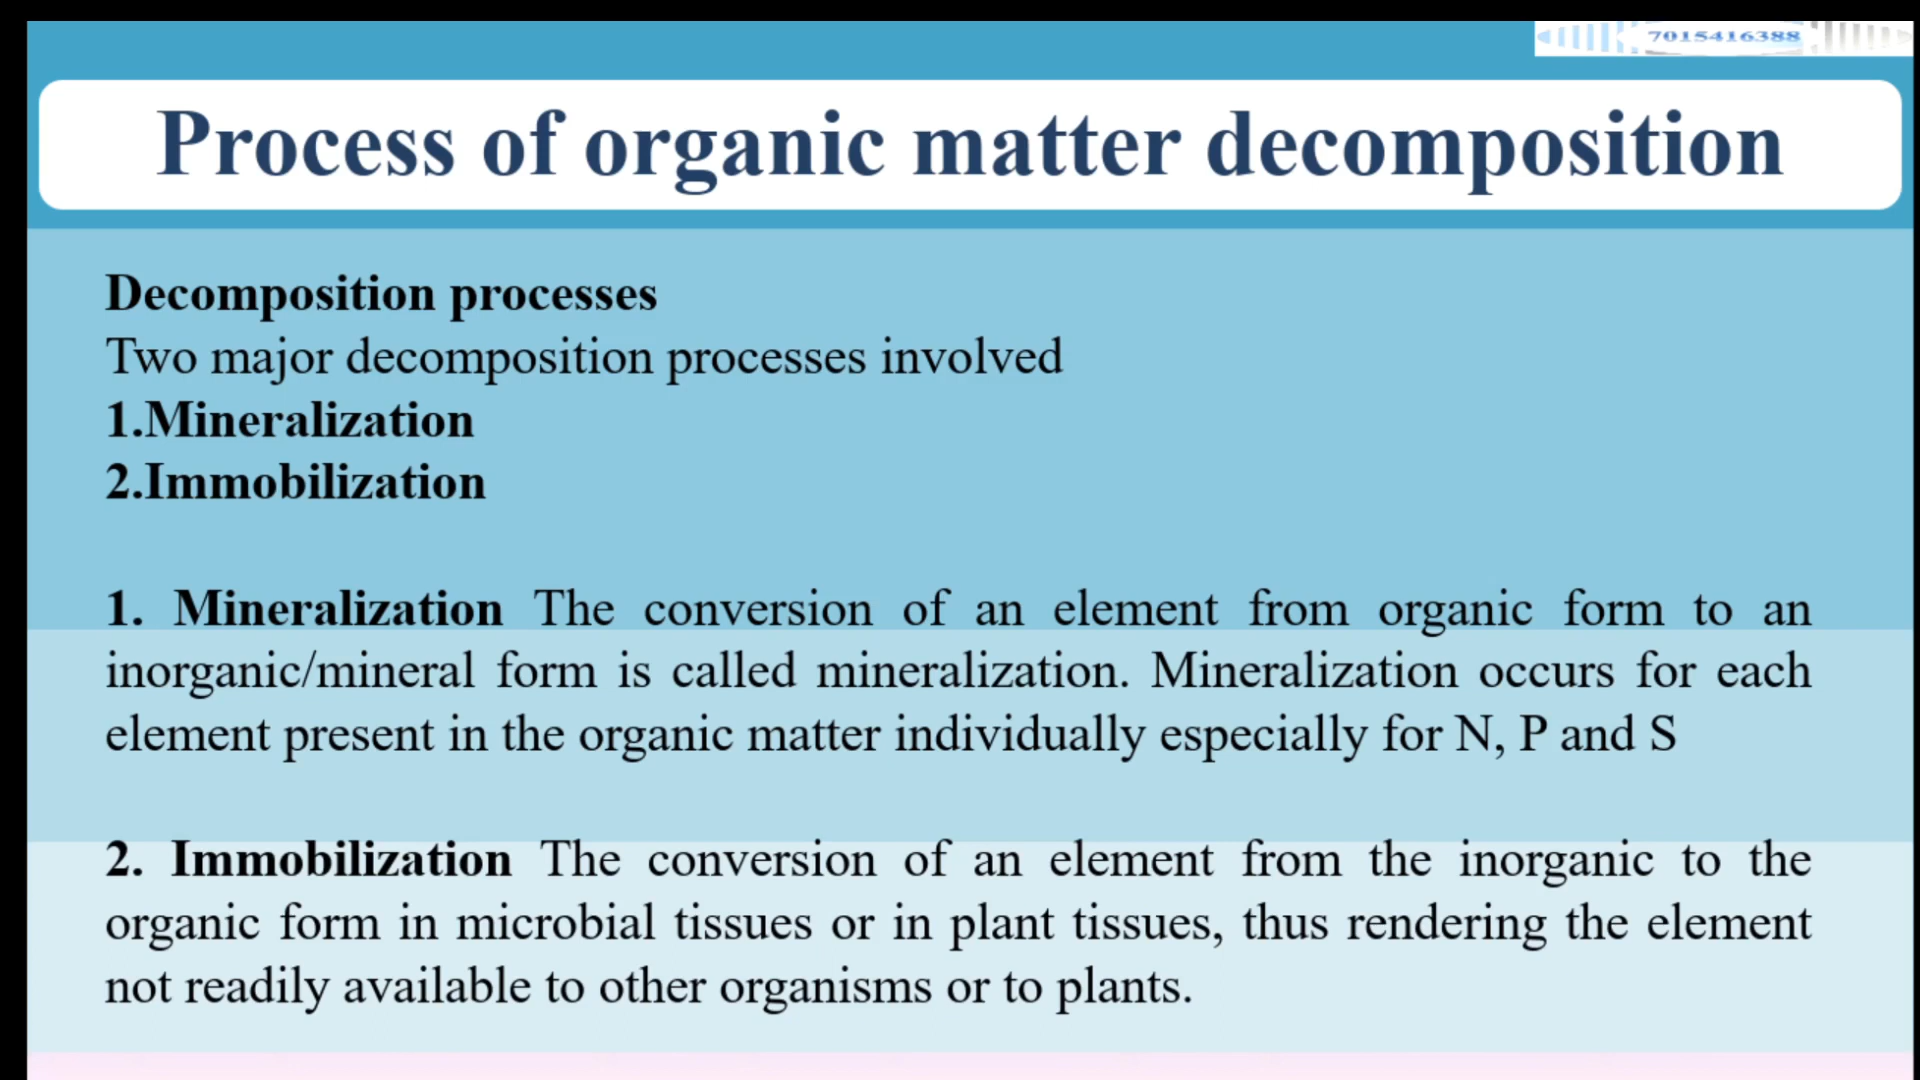 7015416388
Process of organic matter decomposition
Decomposition processes
Two major decomposition processes involved
1.Mineralization
2.Immobilization
1. Mineralization The conversion of an element from organic form to an
inorganic/mineral form is called mineralization. Mineralization occurs for each
element present in the organic matter individually especially for N, P and S
2. Immobilization The conversion of an element from the inorganic to the
organic form in microbial tissues or in plant tissues, thus rendering the element
not readily available to other organisms or to plants.